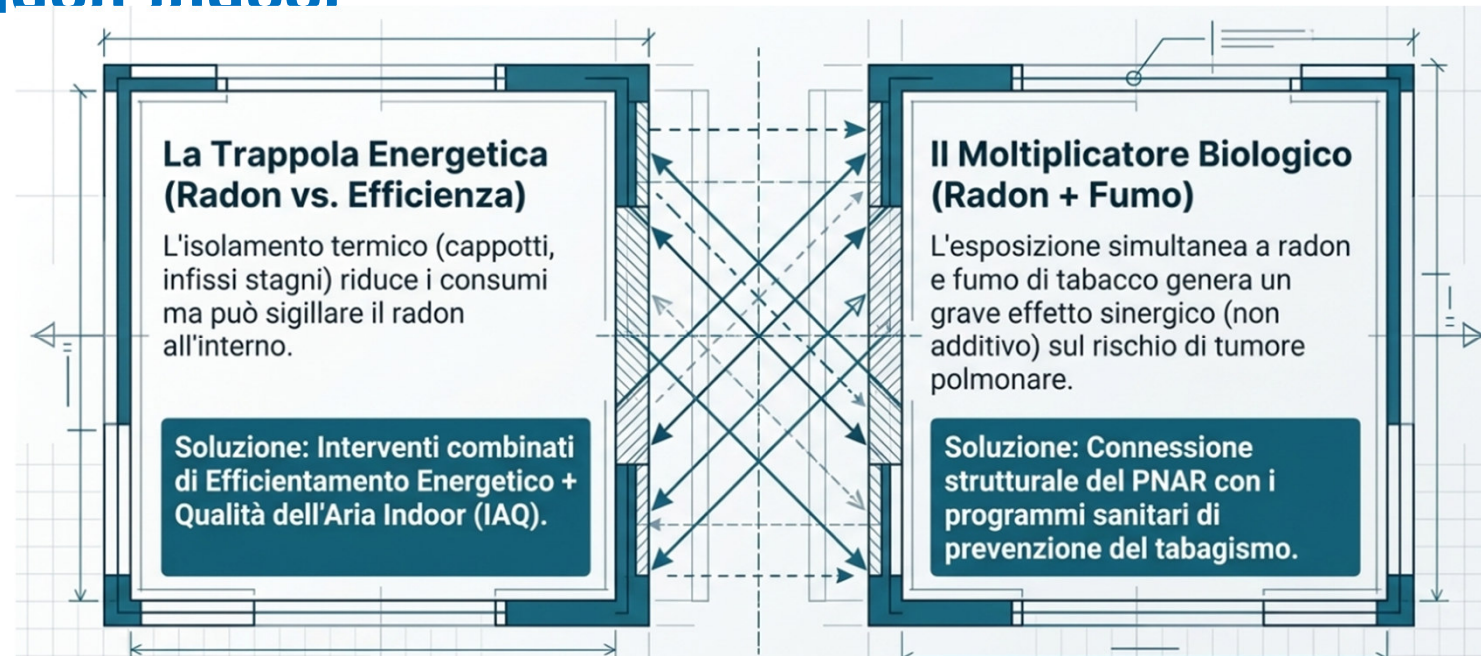 La Trappola Energetica
(Radon vs. Efficienza)
L'isolamento termico (cappotti,
infissi stagni) riduce i consumi
ma può sigillare il radon
all'interno.
Soluzione: Interventi combinati
di Efficientamento Energetico +
Qualità dell'Aria Indoor (IAQ).
Il Moltiplicatore Biologico
(Radon + Fumo)
L'esposizione simultanea a radon
e fumo di tabacco genera un
grave effetto sinergico (non
additivo) sul rischio di tumore
polmonare.
Soluzione: Connessione
strutturale del PNAR con i
programmi sanitari di
prevenzione del tabagismo.